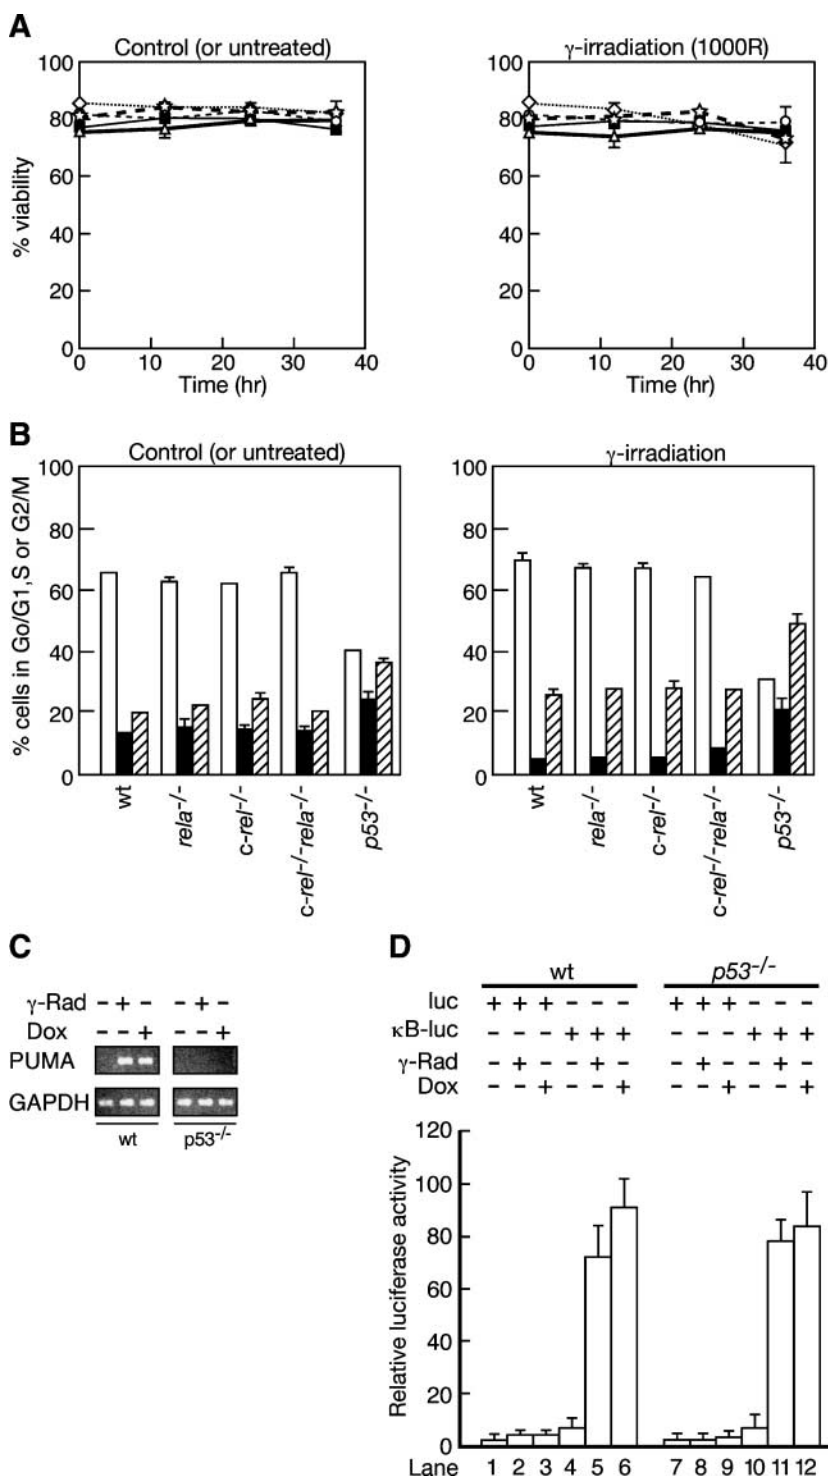 A
Control (or untreated)
γ-irradiation (1000R)
% viability
100
80
60
40
20
0
0 10 20 30 40
Time (hr)
100
80
60
40
20
0
0 10 20 30 40
Time (hr)
B
Control (or untreated)
γ-irradiation
% cells in Go/G1,S or G2/M
100
80
60
40
20
0
wt
rela-/-
c-rel-/-
c-rel-/-rela-/-
p53-/-
100
80
60
40
20
0
wt
rela-/-
c-rel-/-
c-rel-/-rela-/-
p53-/-
C
γ-Rad − + − − + −
Dox − − + − − +
PUMA
GAPDH
wt p53-/-
D
wt p53-/-
luc + + + − − − + + + − − −
κB-luc − − − + + + − − − + + +
γ-Rad − + − − + − − + − − + −
Dox − − + − − + − − + − − +
Relative luciferase activity
120
100
80
60
40
20
0
Lane 1 2 3 4 5 6 7 8 9 10 11 12